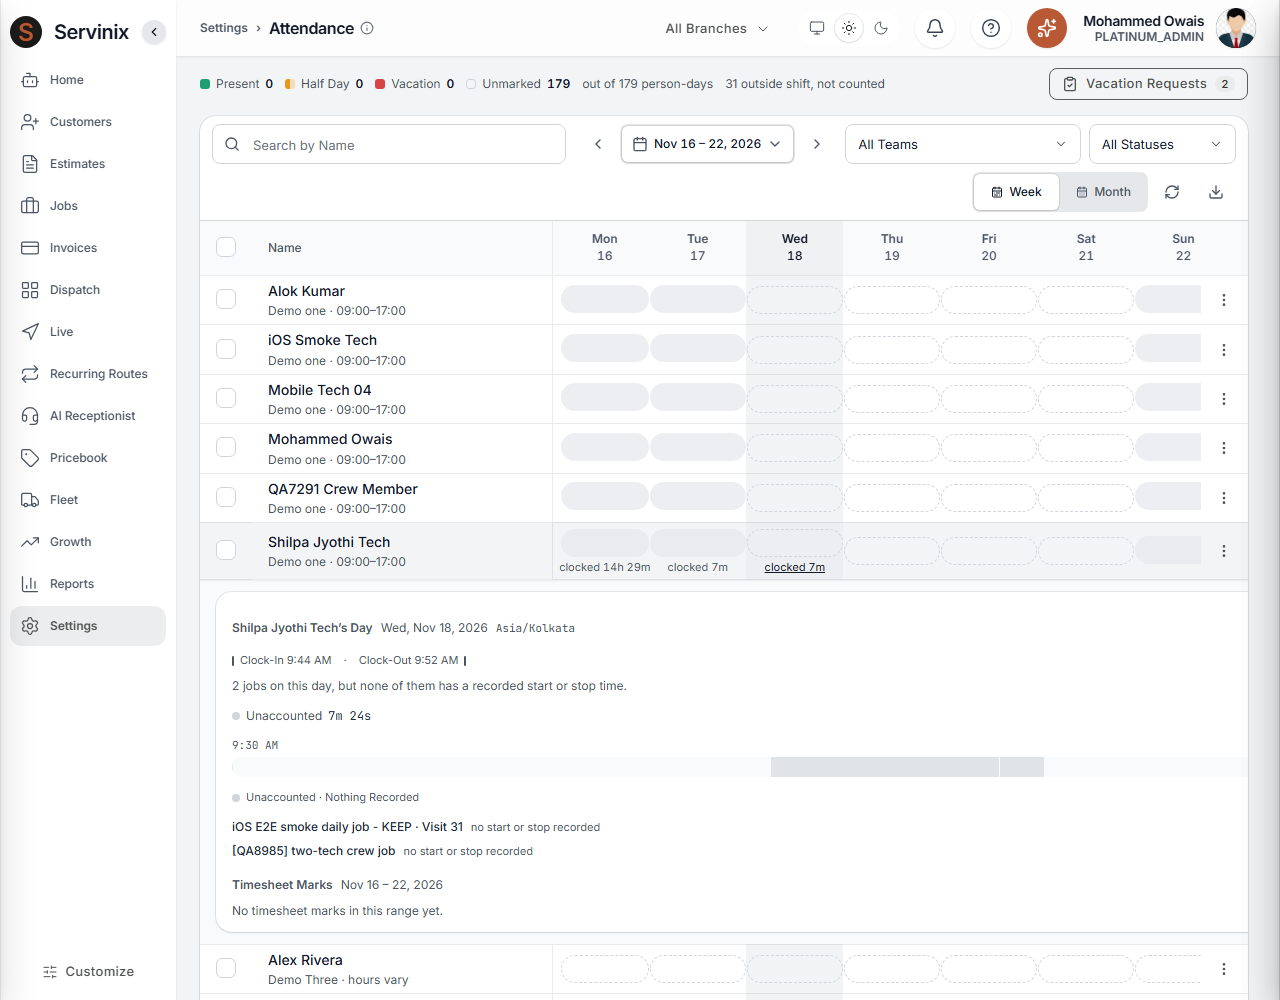 Servinix
Settings › Attendance
All Branches
Mohammed Owais
PLATINUM_ADMIN
Home
Customers
Estimates
Jobs
Invoices
Dispatch
Live
Recurring Routes
AI Receptionist
Pricebook
Fleet
Growth
Reports
Settings
Customize
Present 0 Half Day 0 Vacation 0 Unmarked 179 out of 179 person-days 31 outside shift, not counted
Vacation Requests 2
Search by Name
Nov 16 – 22, 2026
All Teams
All Statuses
Week Month
Name Mon 16 Tue 17 Wed 18 Thu 19 Fri 20 Sat 21 Sun 22
Alok Kumar
Demo one · 09:00–17:00
iOS Smoke Tech
Demo one · 09:00–17:00
Mobile Tech 04
Demo one · 09:00–17:00
Mohammed Owais
Demo one · 09:00–17:00
QA7291 Crew Member
Demo one · 09:00–17:00
Shilpa Jyothi Tech
Demo one · 09:00–17:00
clocked 14h 29m clocked 7m clocked 7m
Shilpa Jyothi Tech’s Day Wed, Nov 18, 2026 Asia/Kolkata
Clock-In 9:44 AM · Clock-Out 9:52 AM
2 jobs on this day, but none of them has a recorded start or stop time.
Unaccounted 7m 24s
9:30 AM
Unaccounted · Nothing Recorded
iOS E2E smoke daily job - KEEP · Visit 31 no start or stop recorded
[QA8985] two-tech crew job no start or stop recorded
Timesheet Marks Nov 16 – 22, 2026
No timesheet marks in this range yet.
Alex Rivera
Demo Three · hours vary